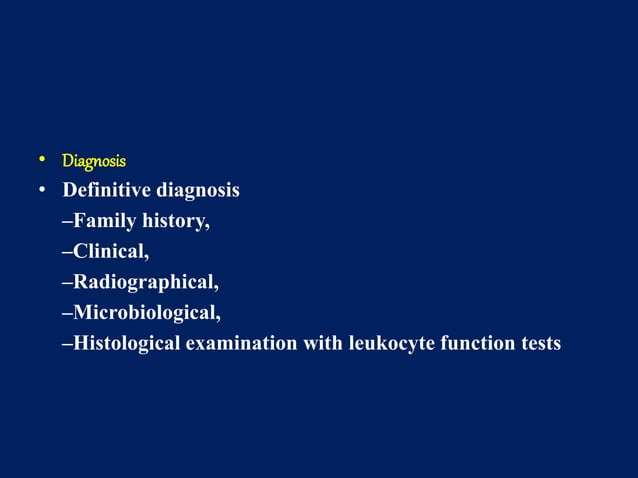 • Diagnosis
• Definitive diagnosis
–Family history,
–Clinical,
–Radiographical,
–Microbiological,
–Histological examination with leukocyte function tests